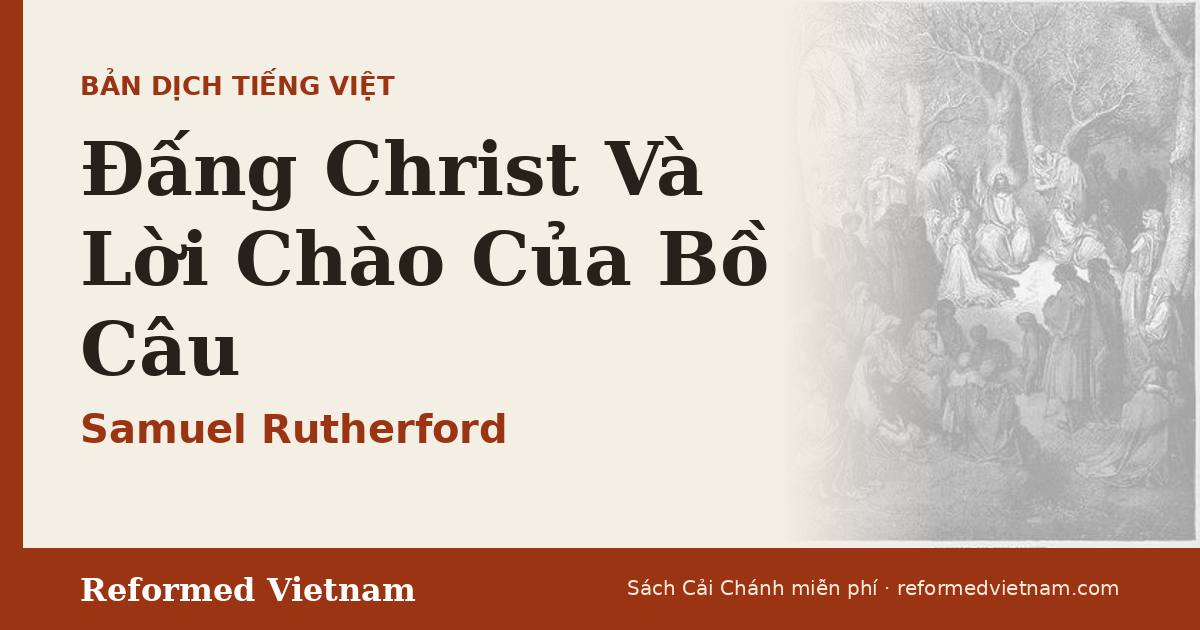 BẢN DỊCH TIẾNG VIỆT
Đấng Christ Và
Lời Chào Của Bồ
Câu
Samuel Rutherford
Reformed Vietnam
Sách Cải Chánh miễn phí · reformedvietnam.com